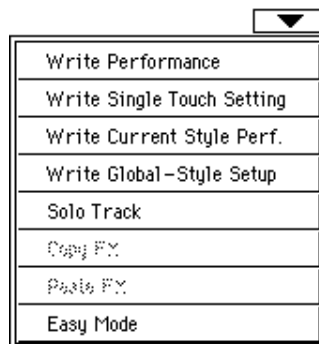 Write Performance
Write Single Touch Setting
Write Current Style Perf.
Write Global-Style Setup
Solo Track
Copy FX
Paste FX
Easy Mode